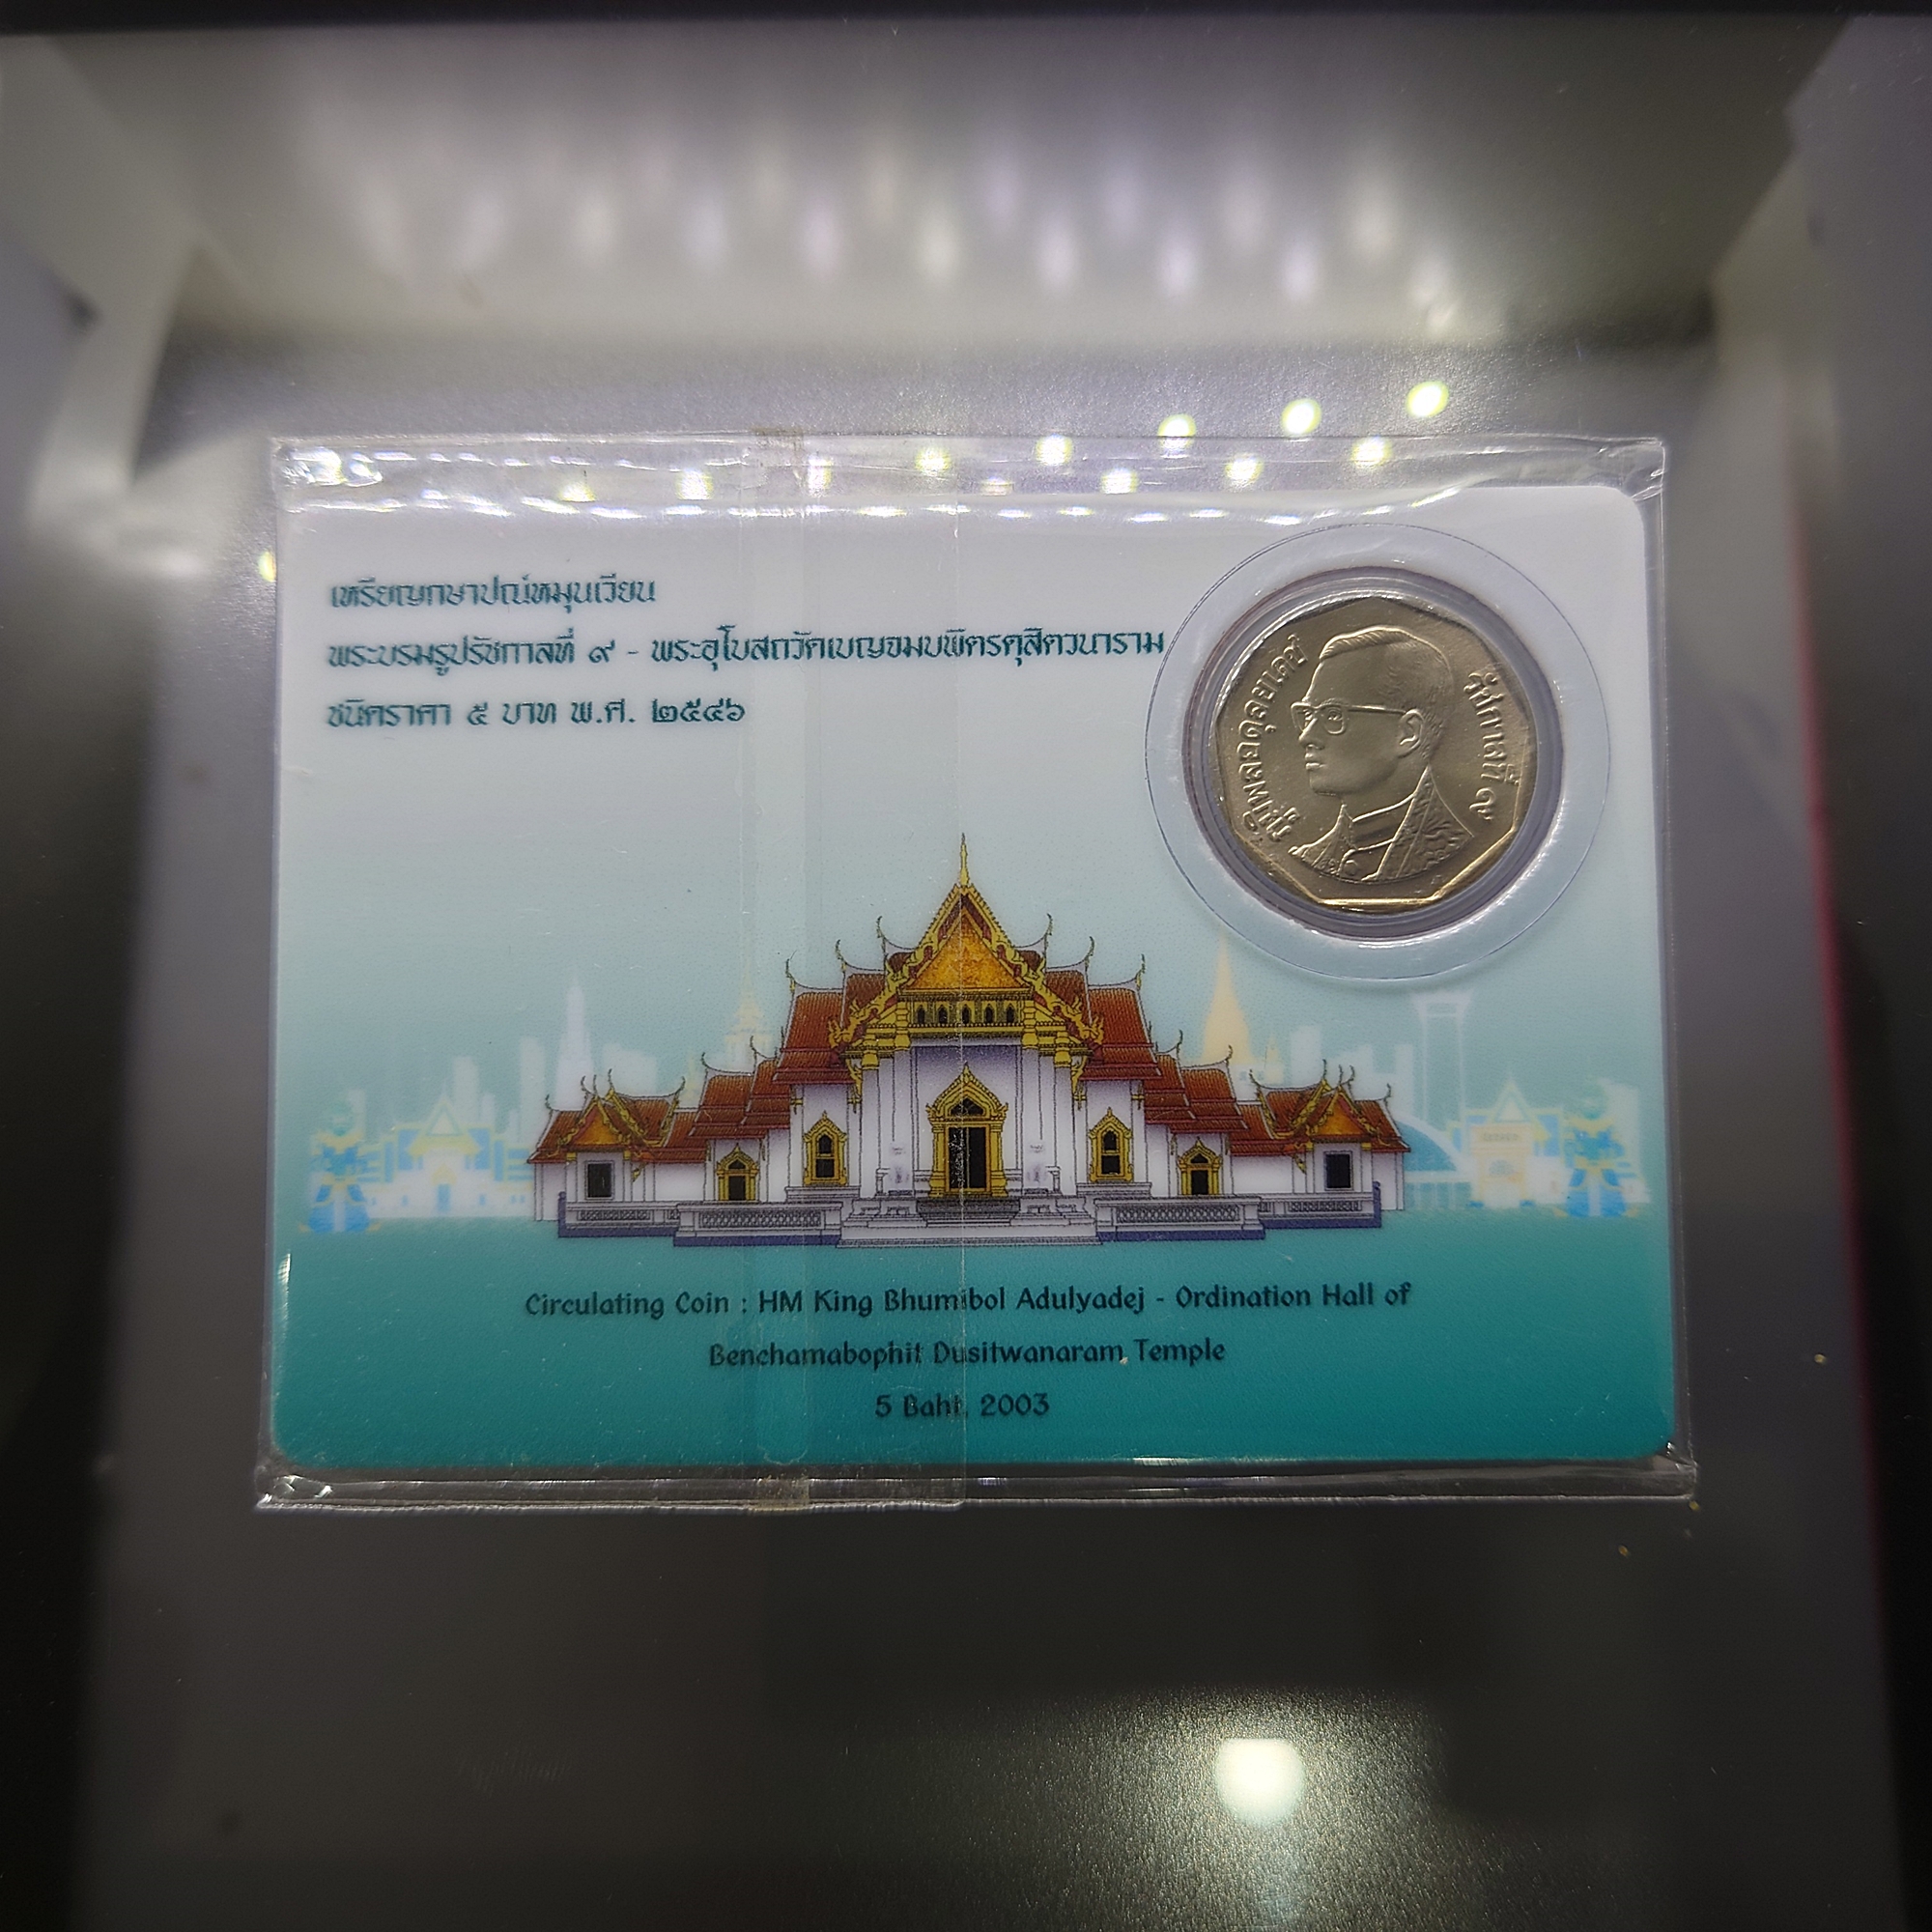 เหรียญกษาปณ์หมุนเวียน
พระบรมรูปรัชกาลที่ ๙ - พระอุโบสถวัดเบญจมบพิตรดุสิตวนาราม
ชนิดราคา ๕ บาท พ.ศ. ๒๕๔๖
ภูมิพลอดุลยเดช
รัชกาลที่ ๙
Circulating Coin : HM King Bhumibol Adulyadej - Ordination Hall of
Benchamabophit Dusitwanaram Temple
5 Baht, 2003